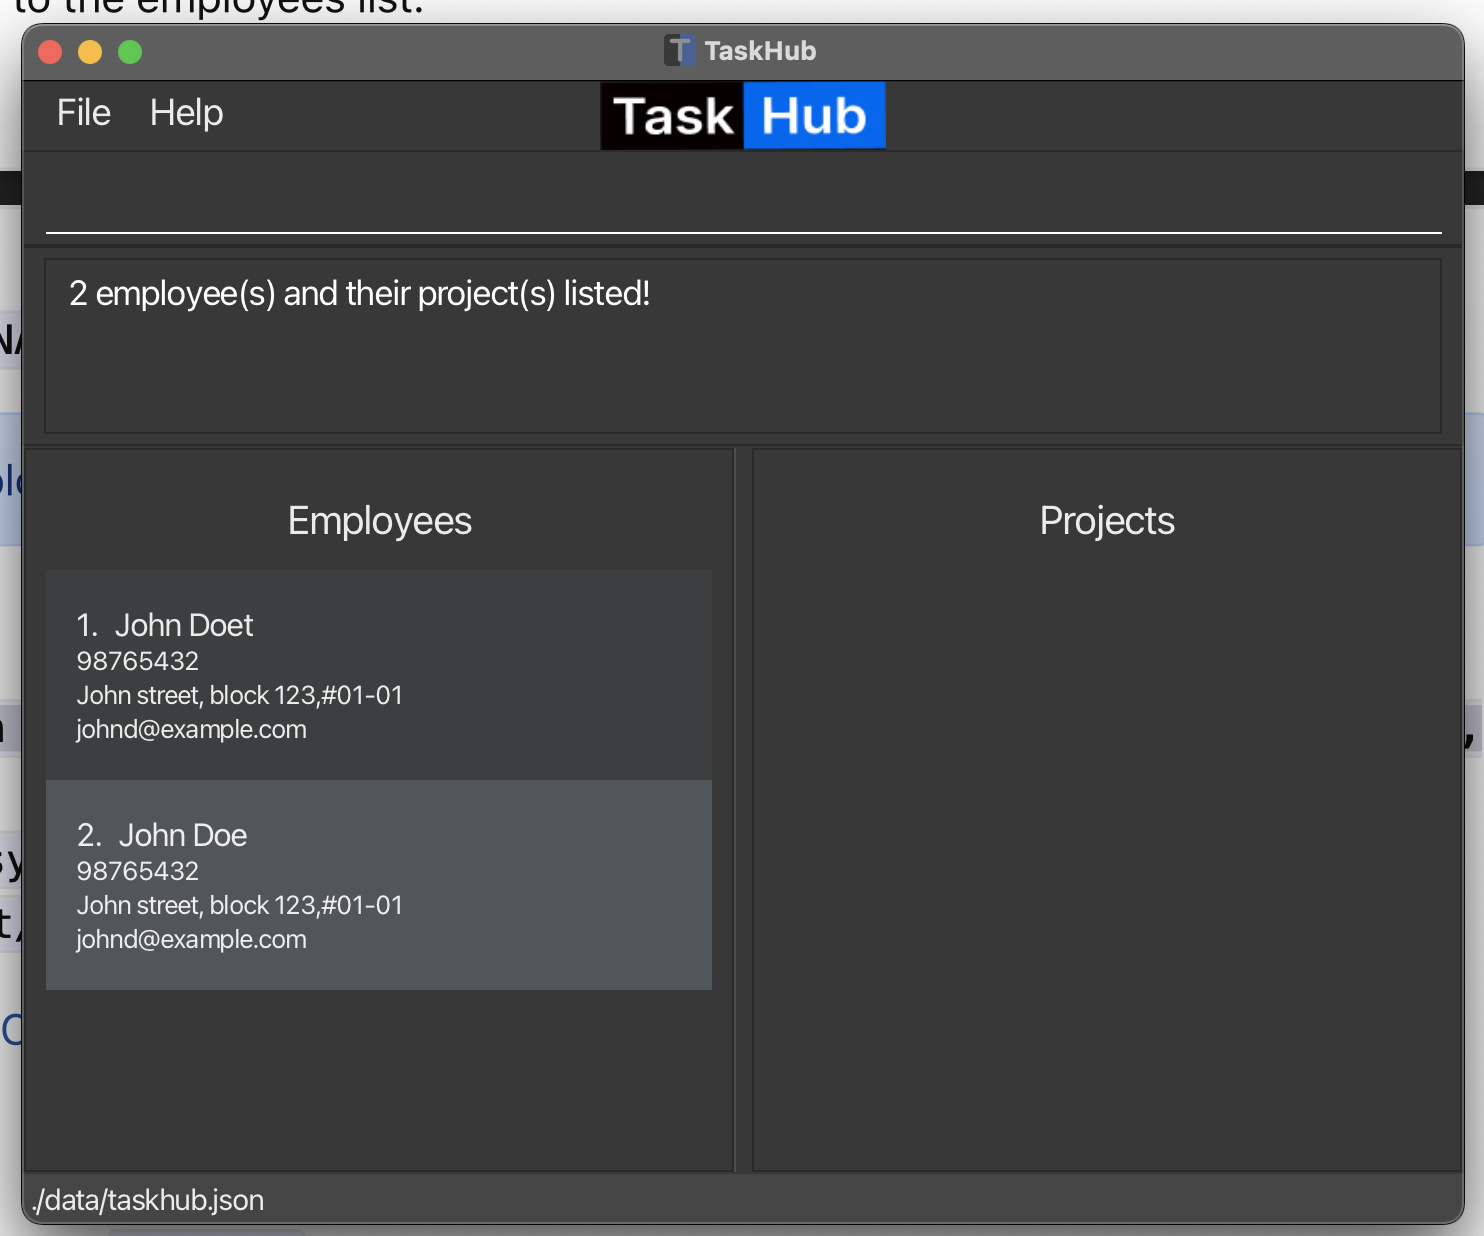 to the employees list.
TaskHub
File Help
Task Hub
2 employee(s) and their project(s) listed!
Employees
Projects
1. John Doet
98765432
John street, block 123,#01-01
johnd@example.com
2. John Doe
98765432
John street, block 123,#01-01
johnd@example.com
./data/taskhub.json